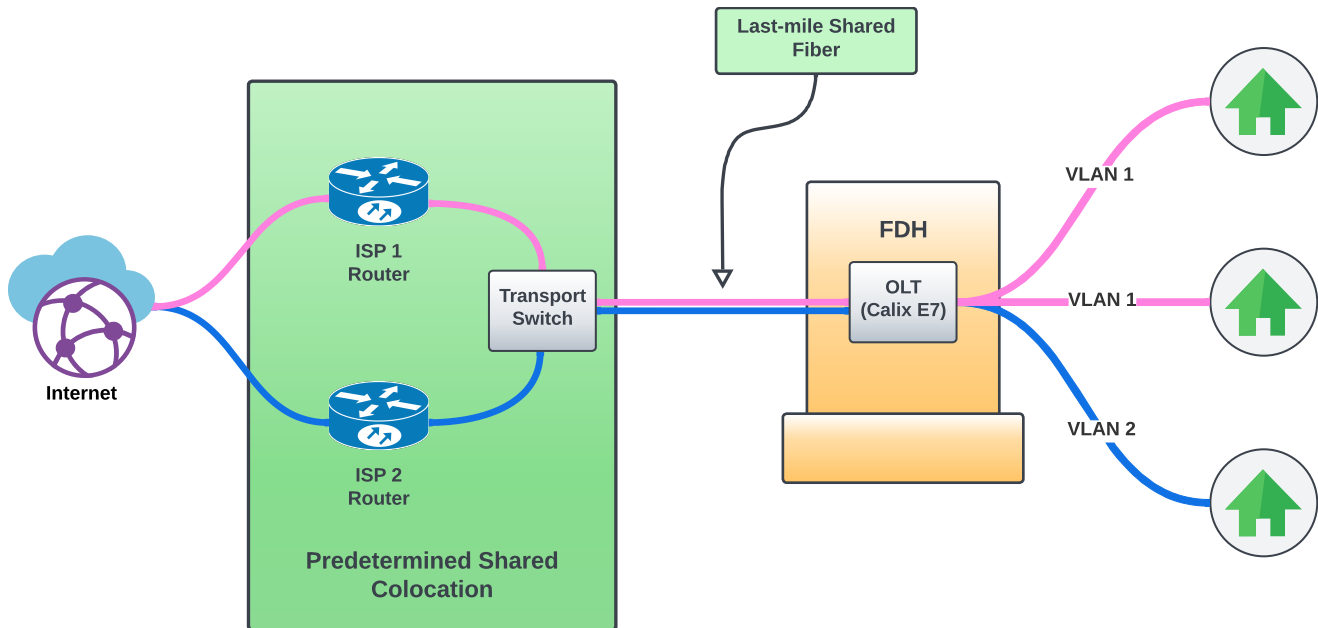 Last-mile Shared
Fiber
ISP 1
Router
Transport
Switch
Internet
ISP 2
Router
Predetermined Shared
Colocation
FDH
OLT
(Calix E7)
VLAN 1
VLAN 1
VLAN 2